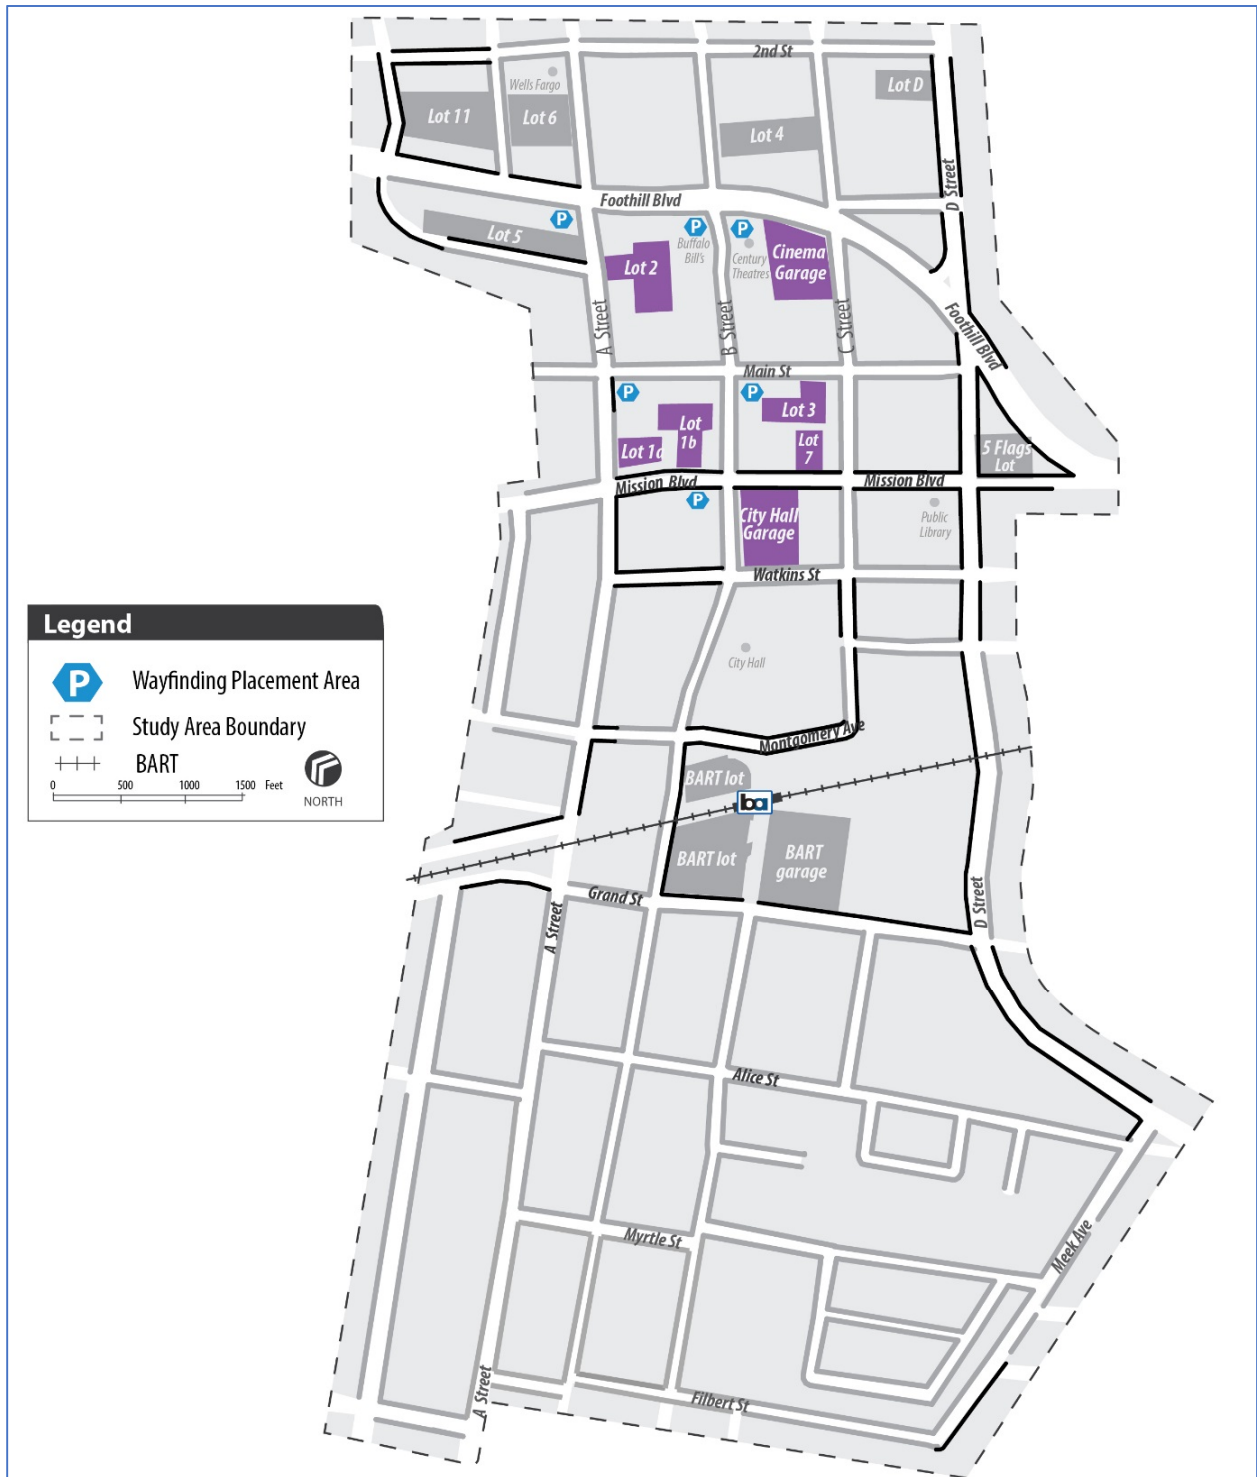 2nd St
Wells Fargo
Lot D
Lot 11
Lot 6
Lot 4
D Street
Foothill Blvd
Lot 5
P
Buffalo
Bill's
P
Century
Theatres
P
Cinema
Garage
Lot 2
A Street
B Street
C Street
Foothill Blvd
Main St
P
P
Lot 3
Lot
1b
Lot 1a
Lot
7
5 Flags
Lot
Mission Blvd
Mission Blvd
P
City Hall
Garage
Public
Library
Watkins St
Legend
P Wayfinding Placement Area
Study Area Boundary
BART
0 500 1000 1500 Feet
NORTH
City Hall
Montgomery Ave
BART lot
ba
BART lot
BART
garage
Grand St
A Street
D Street
Alice St
Myrtle St
Meek Ave
A Street
Filbert St